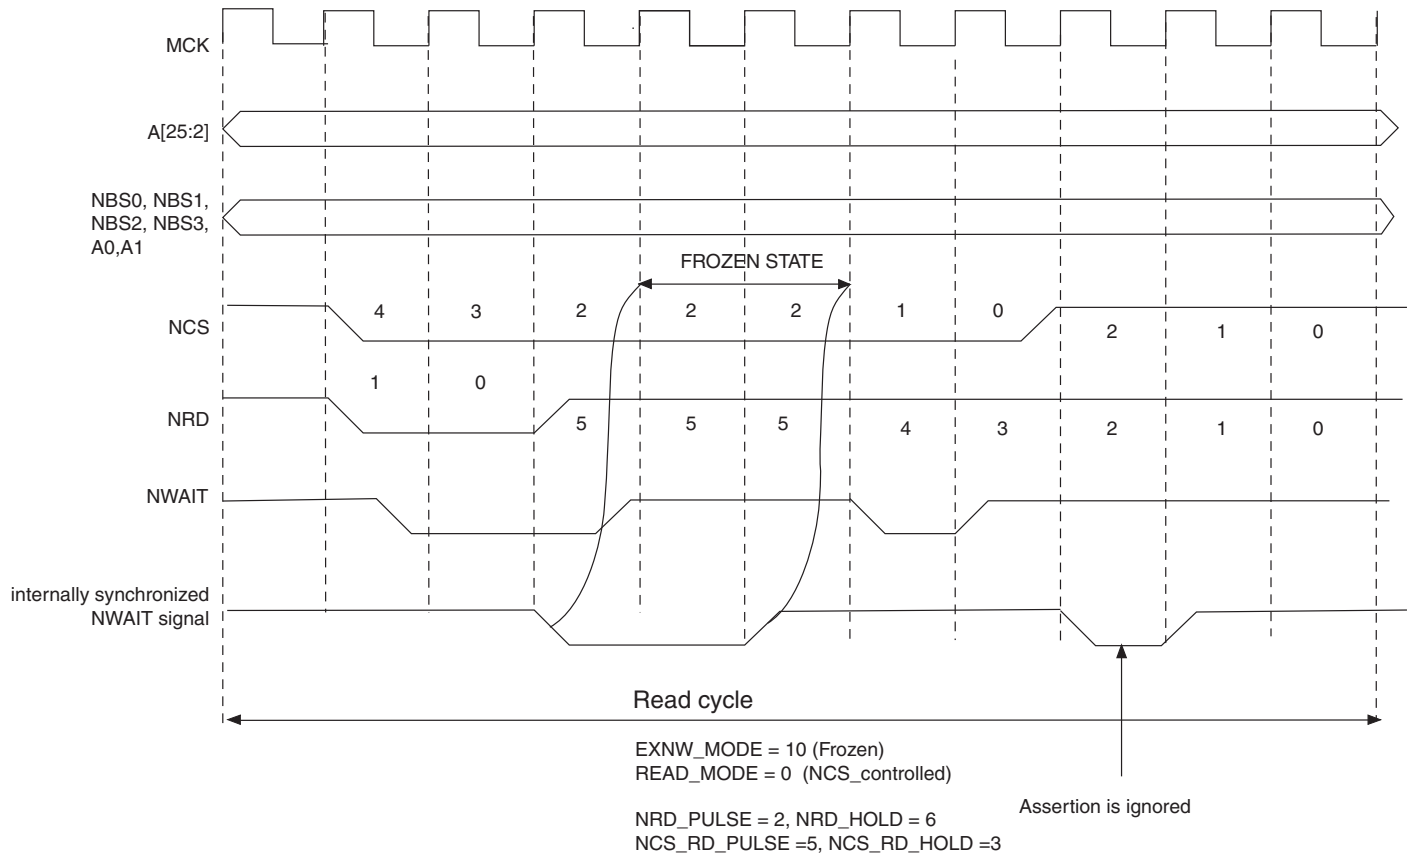 MCK
A[25:2]
NBS0, NBS1,
NBS2, NBS3,
A0,A1
FROZEN STATE
NCS
4 3 2 2 2 1 0
2 1 0
NRD
1 0
5 5 5 4 3 2 1 0
NWAIT
internally synchronized
NWAIT signal
Read cycle
EXNW_MODE = 10 (Frozen)
READ_MODE = 0 (NCS_controlled)
NRD_PULSE = 2, NRD_HOLD = 6
NCS_RD_PULSE =5, NCS_RD_HOLD =3
Assertion is ignored